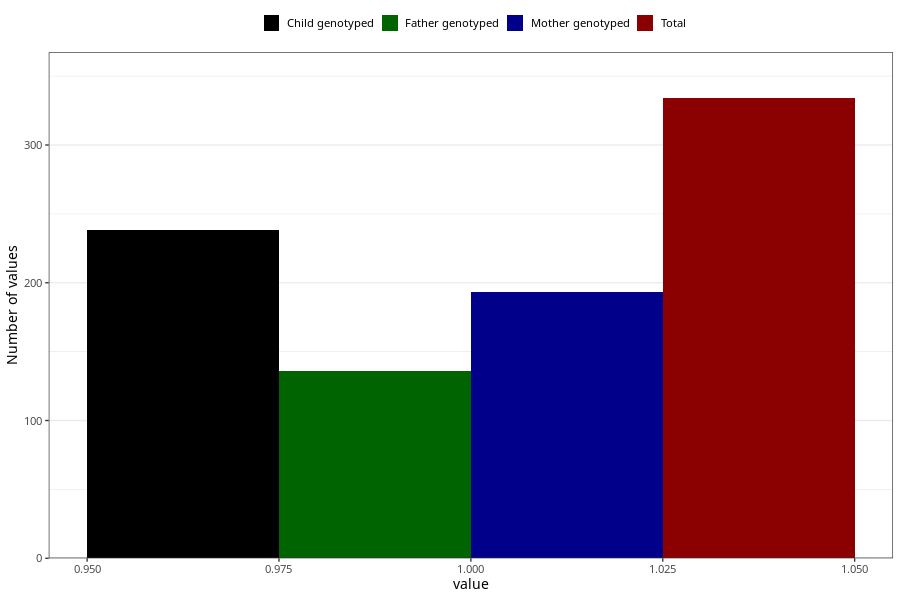 Child genotyped Father genotyped Mother genotyped Total
Number of values
300
200
100
0
0.950 0.975 1.000 1.025 1.050
value